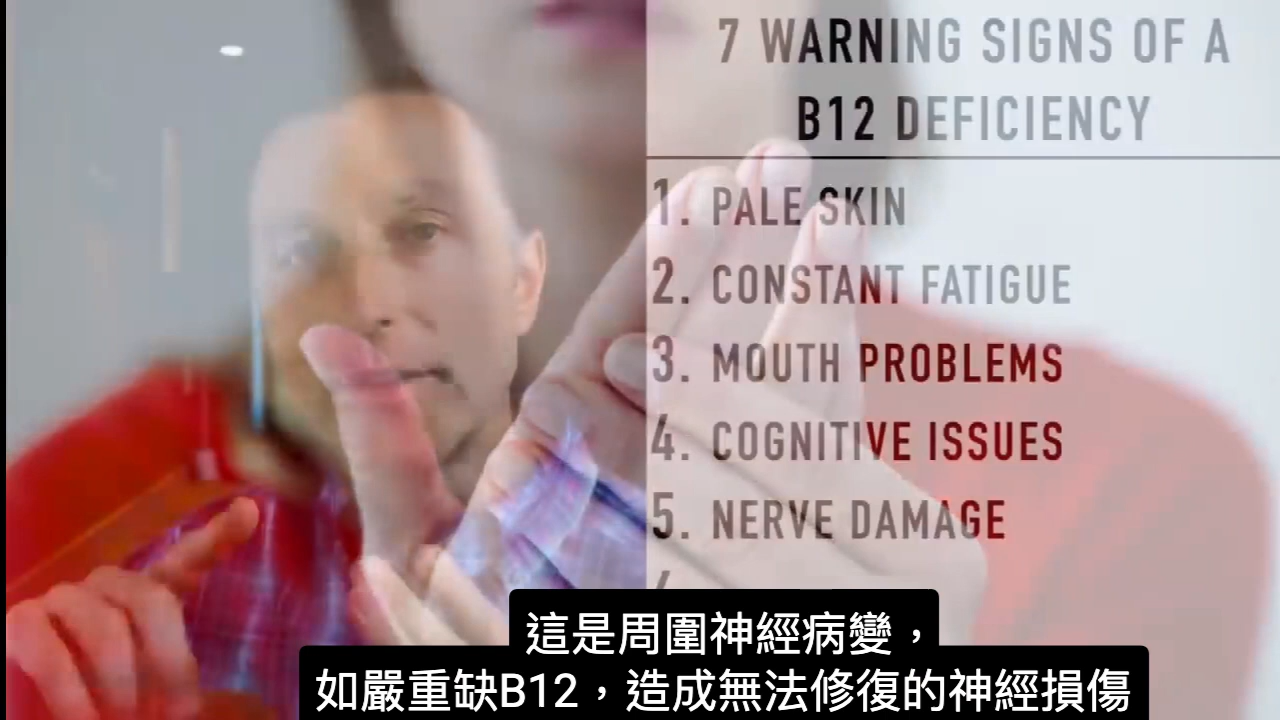 7 WARNING SIGNS OF A
B12 DEFICIENCY
1. PALE SKIN
2. CONSTANT FATIGUE
3. MOUTH PROBLEMS
4. COGNITIVE ISSUES
5. NERVE DAMAGE
這是周圍神經病變，
如嚴重缺B12，造成無法修復的神經損傷